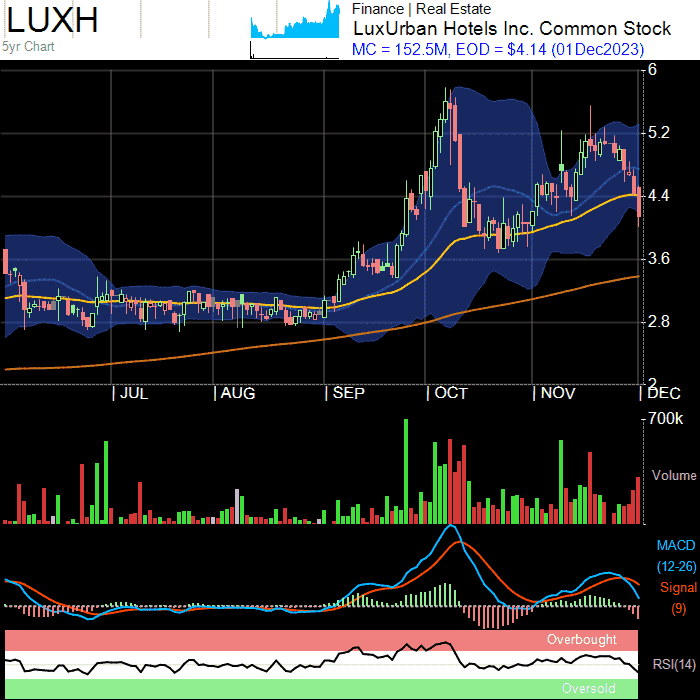 LUXH
5yr Chart
Finance | Real Estate
LuxUrban Hotels Inc. Common Stock
MC = 152.5M, EOD = $4.14 (01Dec2023)
6
5.2
4.4
3.6
2.8
2
JUL AUG SEP OCT NOV DEC
700k
Volume
MACD
(12-26)
Signal
(9)
Overbought
RSI(14)
Oversold